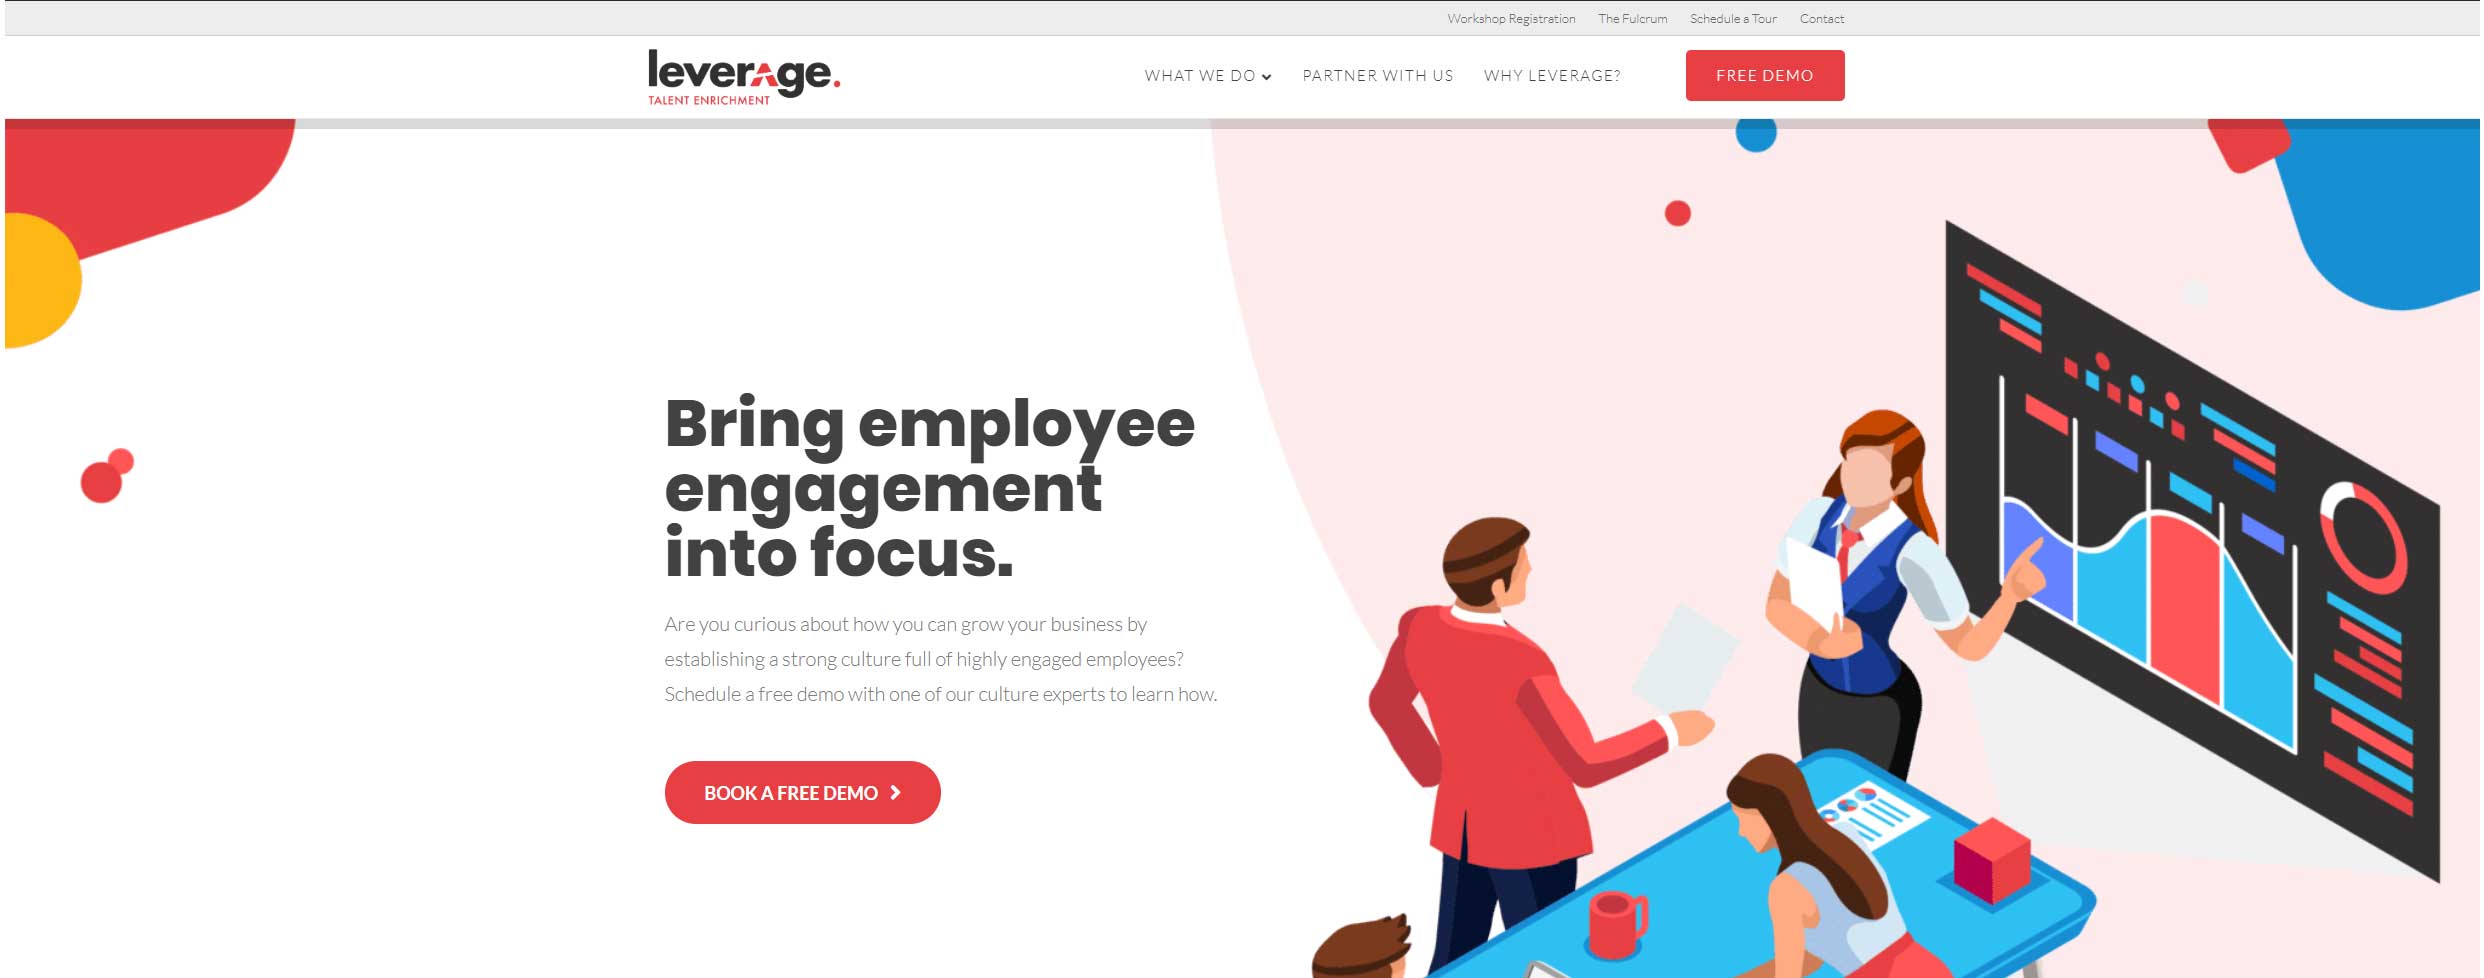 Workshop Registration The Fulcrum Schedule a Tour Contact
leverage.
TALENT ENRICHMENT
WHAT WE DO PARTNER WITH US WHY LEVERAGE? FREE DEMO
Bring employee
engagement
into focus.
Are you curious about how you can grow your business by
establishing a strong culture full of highly engaged employees?
Schedule a free demo with one of our culture experts to learn how.
BOOK A FREE DEMO